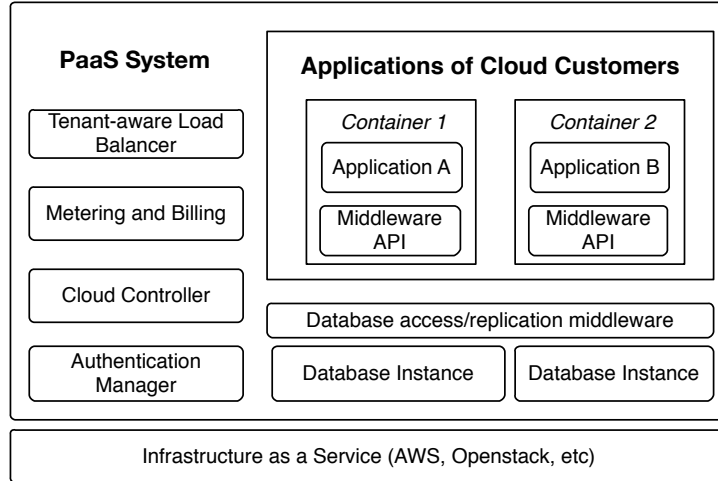 PaaS System
Tenant-aware Load
Balancer
Metering and Billing
Cloud Controller
Authentication
Manager
Applications of Cloud Customers
Container 1
Application A
Middleware
API
Container 2
Application B
Middleware
API
Database access/replication middleware
Database Instance
Database Instance
Infrastructure as a Service (AWS, Openstack, etc)